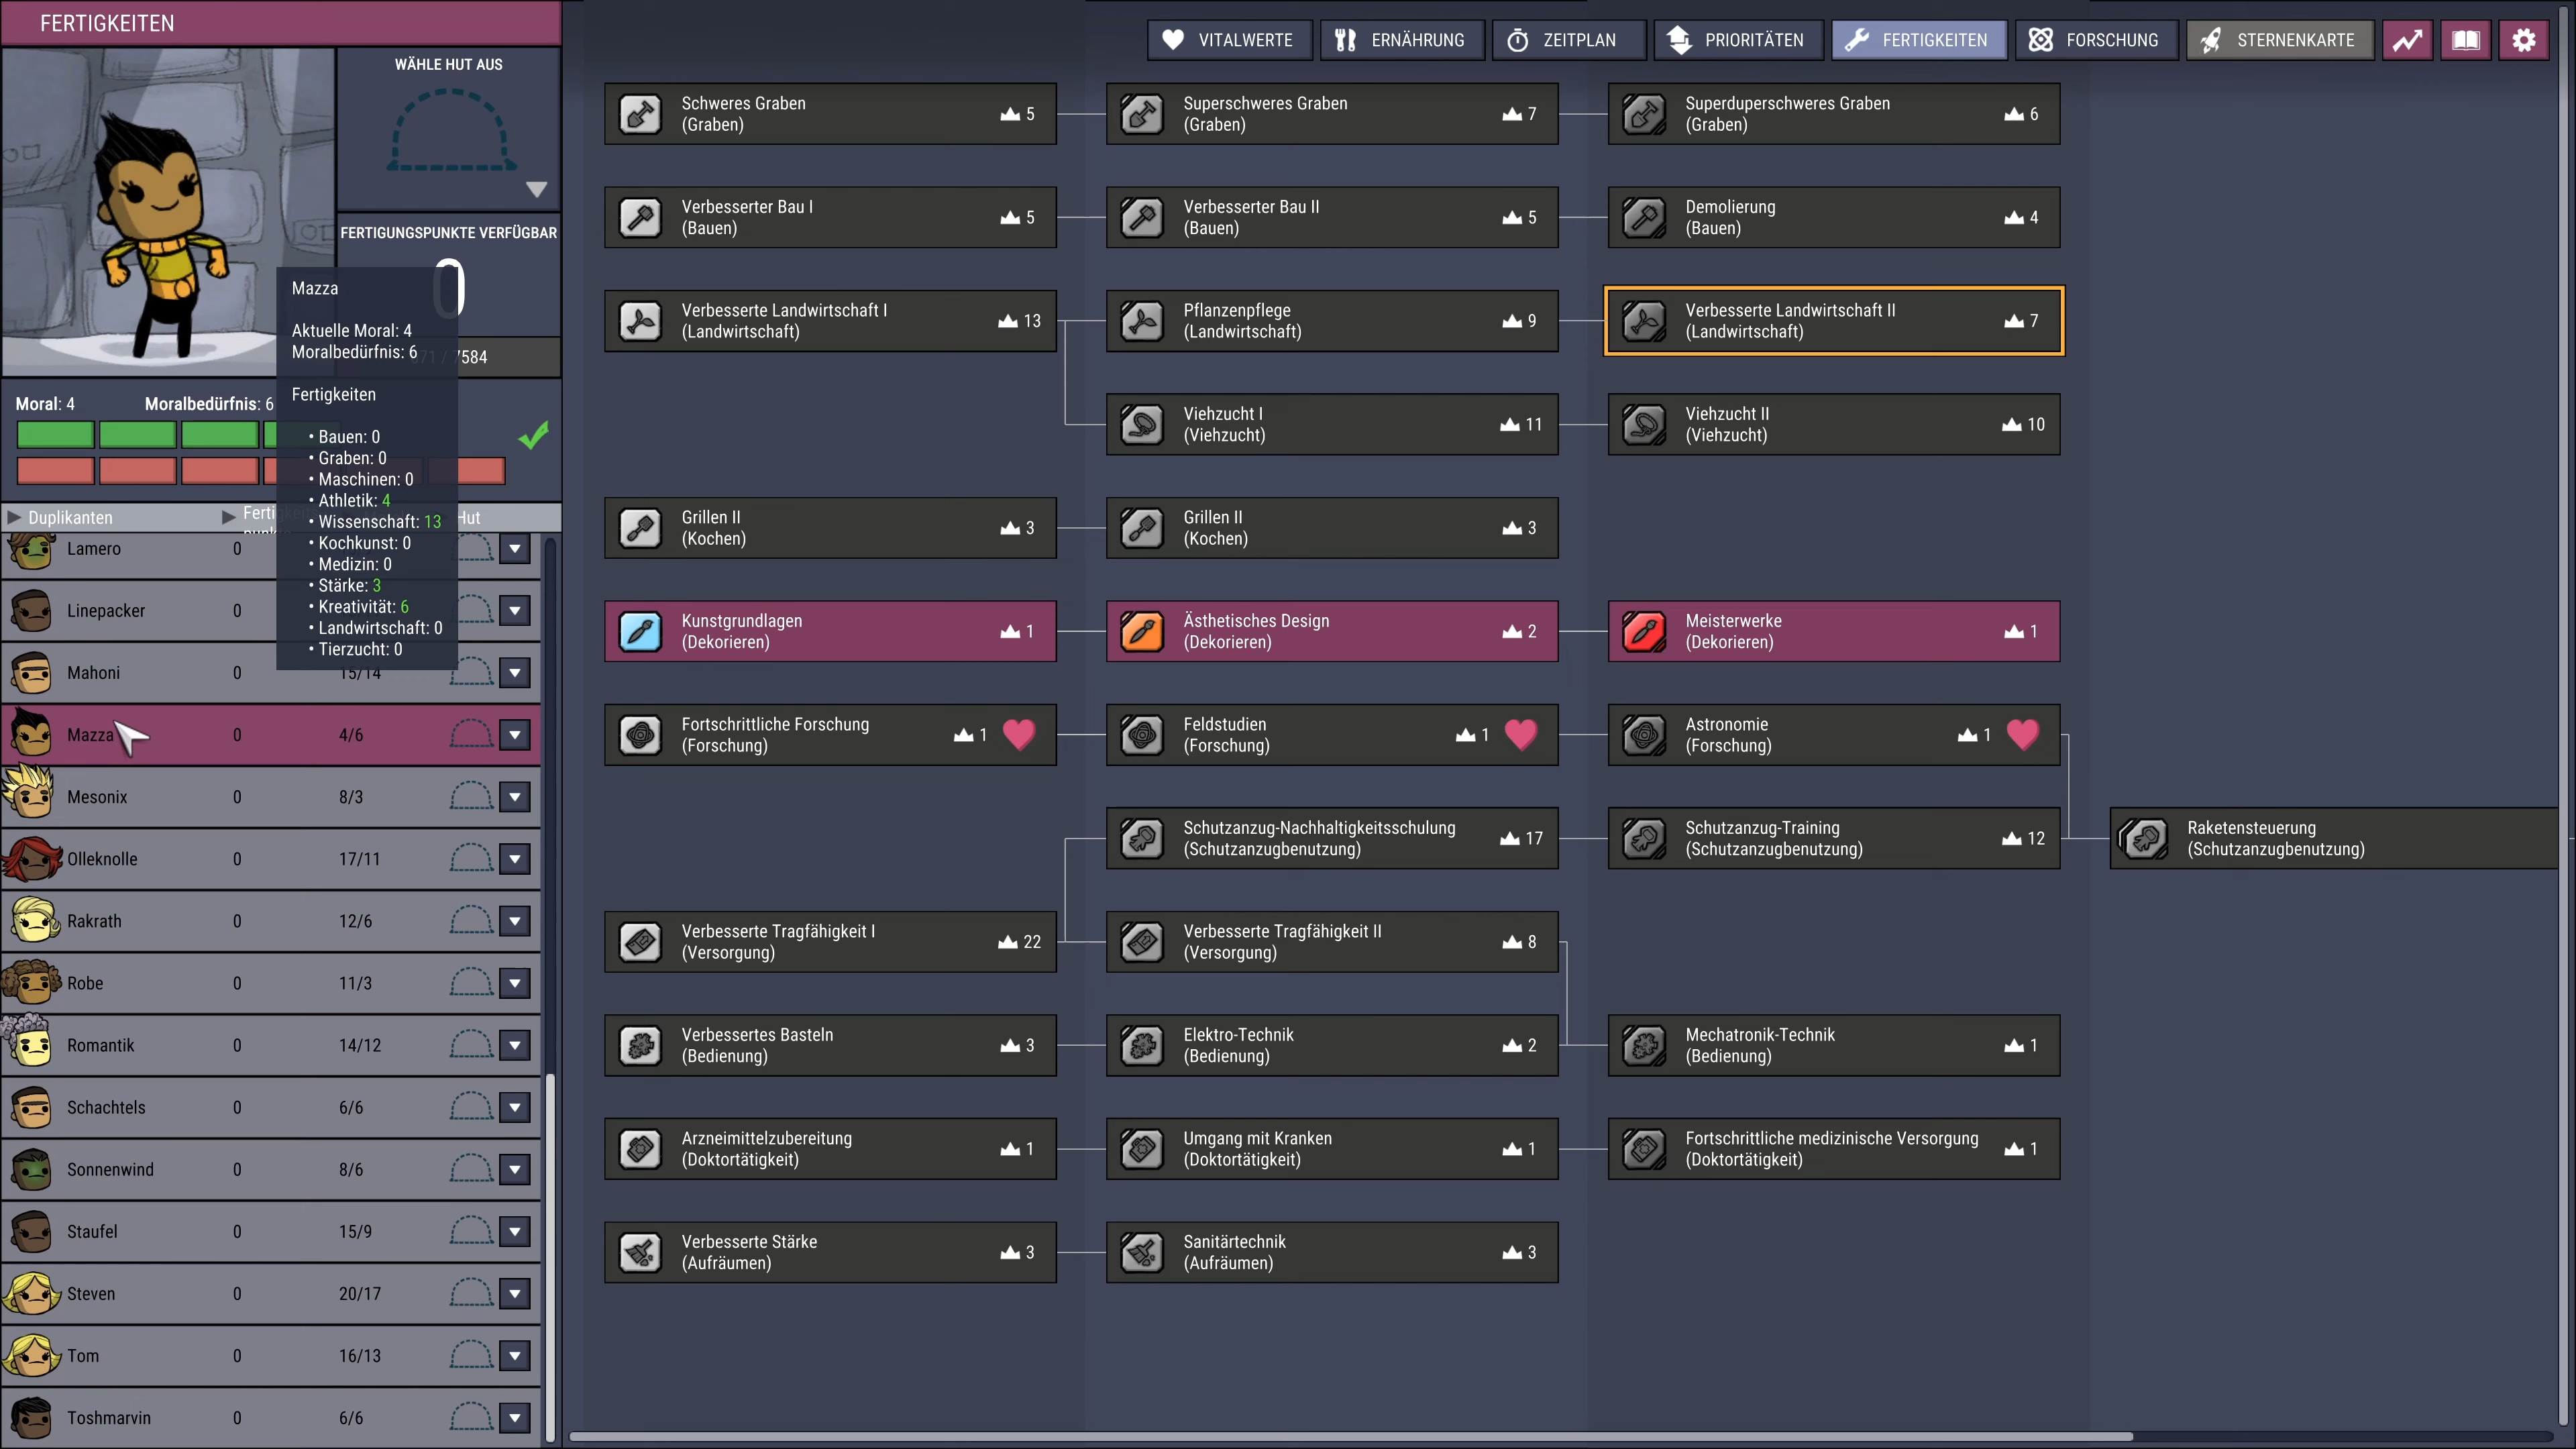 FERTIGKEITEN
VITALWERTE
ERNÄHRUNG
ZEITPLAN
PRIORITÄTEN
FERTIGKEITEN
FORSCHUNG
STERNENKARTE
WÄHLE HUT AUS
FERTIGUNGSPUNKTE VERFÜGBAR
0
71 / 7584
Moral: 4
Moralbedürfnis: 6
Mazza
Aktuelle Moral: 4
Moralbedürfnis: 6
Fertigkeiten
• Bauen: 0
• Graben: 0
• Maschinen: 0
• Athletik: 4
• Wissenschaft: 13
• Kochkunst: 0
• Medizin: 0
• Stärke: 3
• Kreativität: 6
• Landwirtschaft: 0
• Tierzucht: 0
Duplikanten
Hut
Lamero 0
Linepacker 0
Mahoni 0 15/14
Mazza 0 4/6
Mesonix 0 8/3
Olleknolle 0 17/11
Rakrath 0 12/6
Robe 0 11/3
Romantik 0 14/12
Schachtels 0 6/6
Sonnenwind 0 8/6
Staufel 0 15/9
Steven 0 20/17
Tom 0 16/13
Toshmarvin 0 6/6
Schweres Graben
(Graben)
5
Superschweres Graben
(Graben)
7
Superduperschweres Graben
(Graben)
6
Verbesserter Bau I
(Bauen)
5
Verbesserter Bau II
(Bauen)
5
Demolierung
(Bauen)
4
Verbesserte Landwirtschaft I
(Landwirtschaft)
13
Pflanzenpflege
(Landwirtschaft)
9
Verbesserte Landwirtschaft II
(Landwirtschaft)
7
Viehzucht I
(Viehzucht)
11
Viehzucht II
(Viehzucht)
10
Grillen II
(Kochen)
3
Grillen II
(Kochen)
3
Kunstgrundlagen
(Dekorieren)
1
Ästhetisches Design
(Dekorieren)
2
Meisterwerke
(Dekorieren)
1
Fortschrittliche Forschung
(Forschung)
1
Feldstudien
(Forschung)
1
Astronomie
(Forschung)
1
Schutzanzug-Nachhaltigkeitsschulung
(Schutzanzugbenutzung)
17
Schutzanzug-Training
(Schutzanzugbenutzung)
12
Raketensteuerung
(Schutzanzugbenutzung)
Verbesserte Tragfähigkeit I
(Versorgung)
22
Verbesserte Tragfähigkeit II
(Versorgung)
8
Verbessertes Basteln
(Bedienung)
3
Elektro-Technik
(Bedienung)
2
Mechatronik-Technik
(Bedienung)
1
Arzneimittelzubereitung
(Doktortätigkeit)
1
Umgang mit Kranken
(Doktortätigkeit)
1
Fortschrittliche medizinische Versorgung
(Doktortätigkeit)
1
Verbesserte Stärke
(Aufräumen)
3
Sanitärtechnik
(Aufräumen)
3